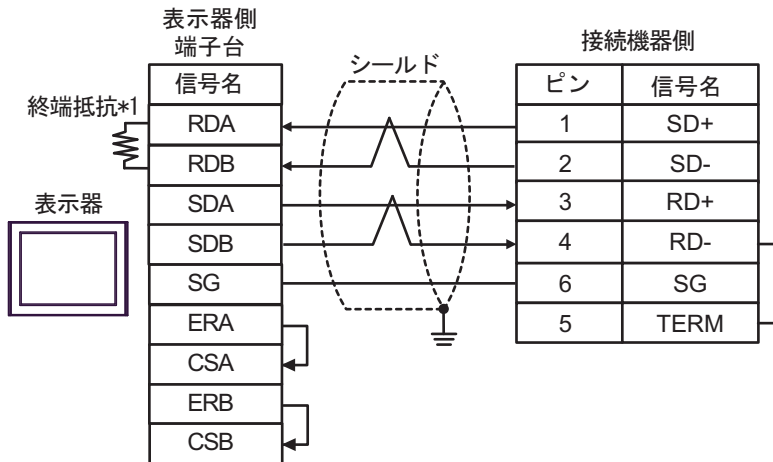 表示器側
端子台
接続機器側
シールド
信号名
ピン 信号名
終端抵抗*1
RDA 1 SD+
RDB 2 SD-
表示器
SDA 3 RD+
SDB 4 RD-
SG 6 SG
ERA 5 TERM
CSA
ERB
CSB